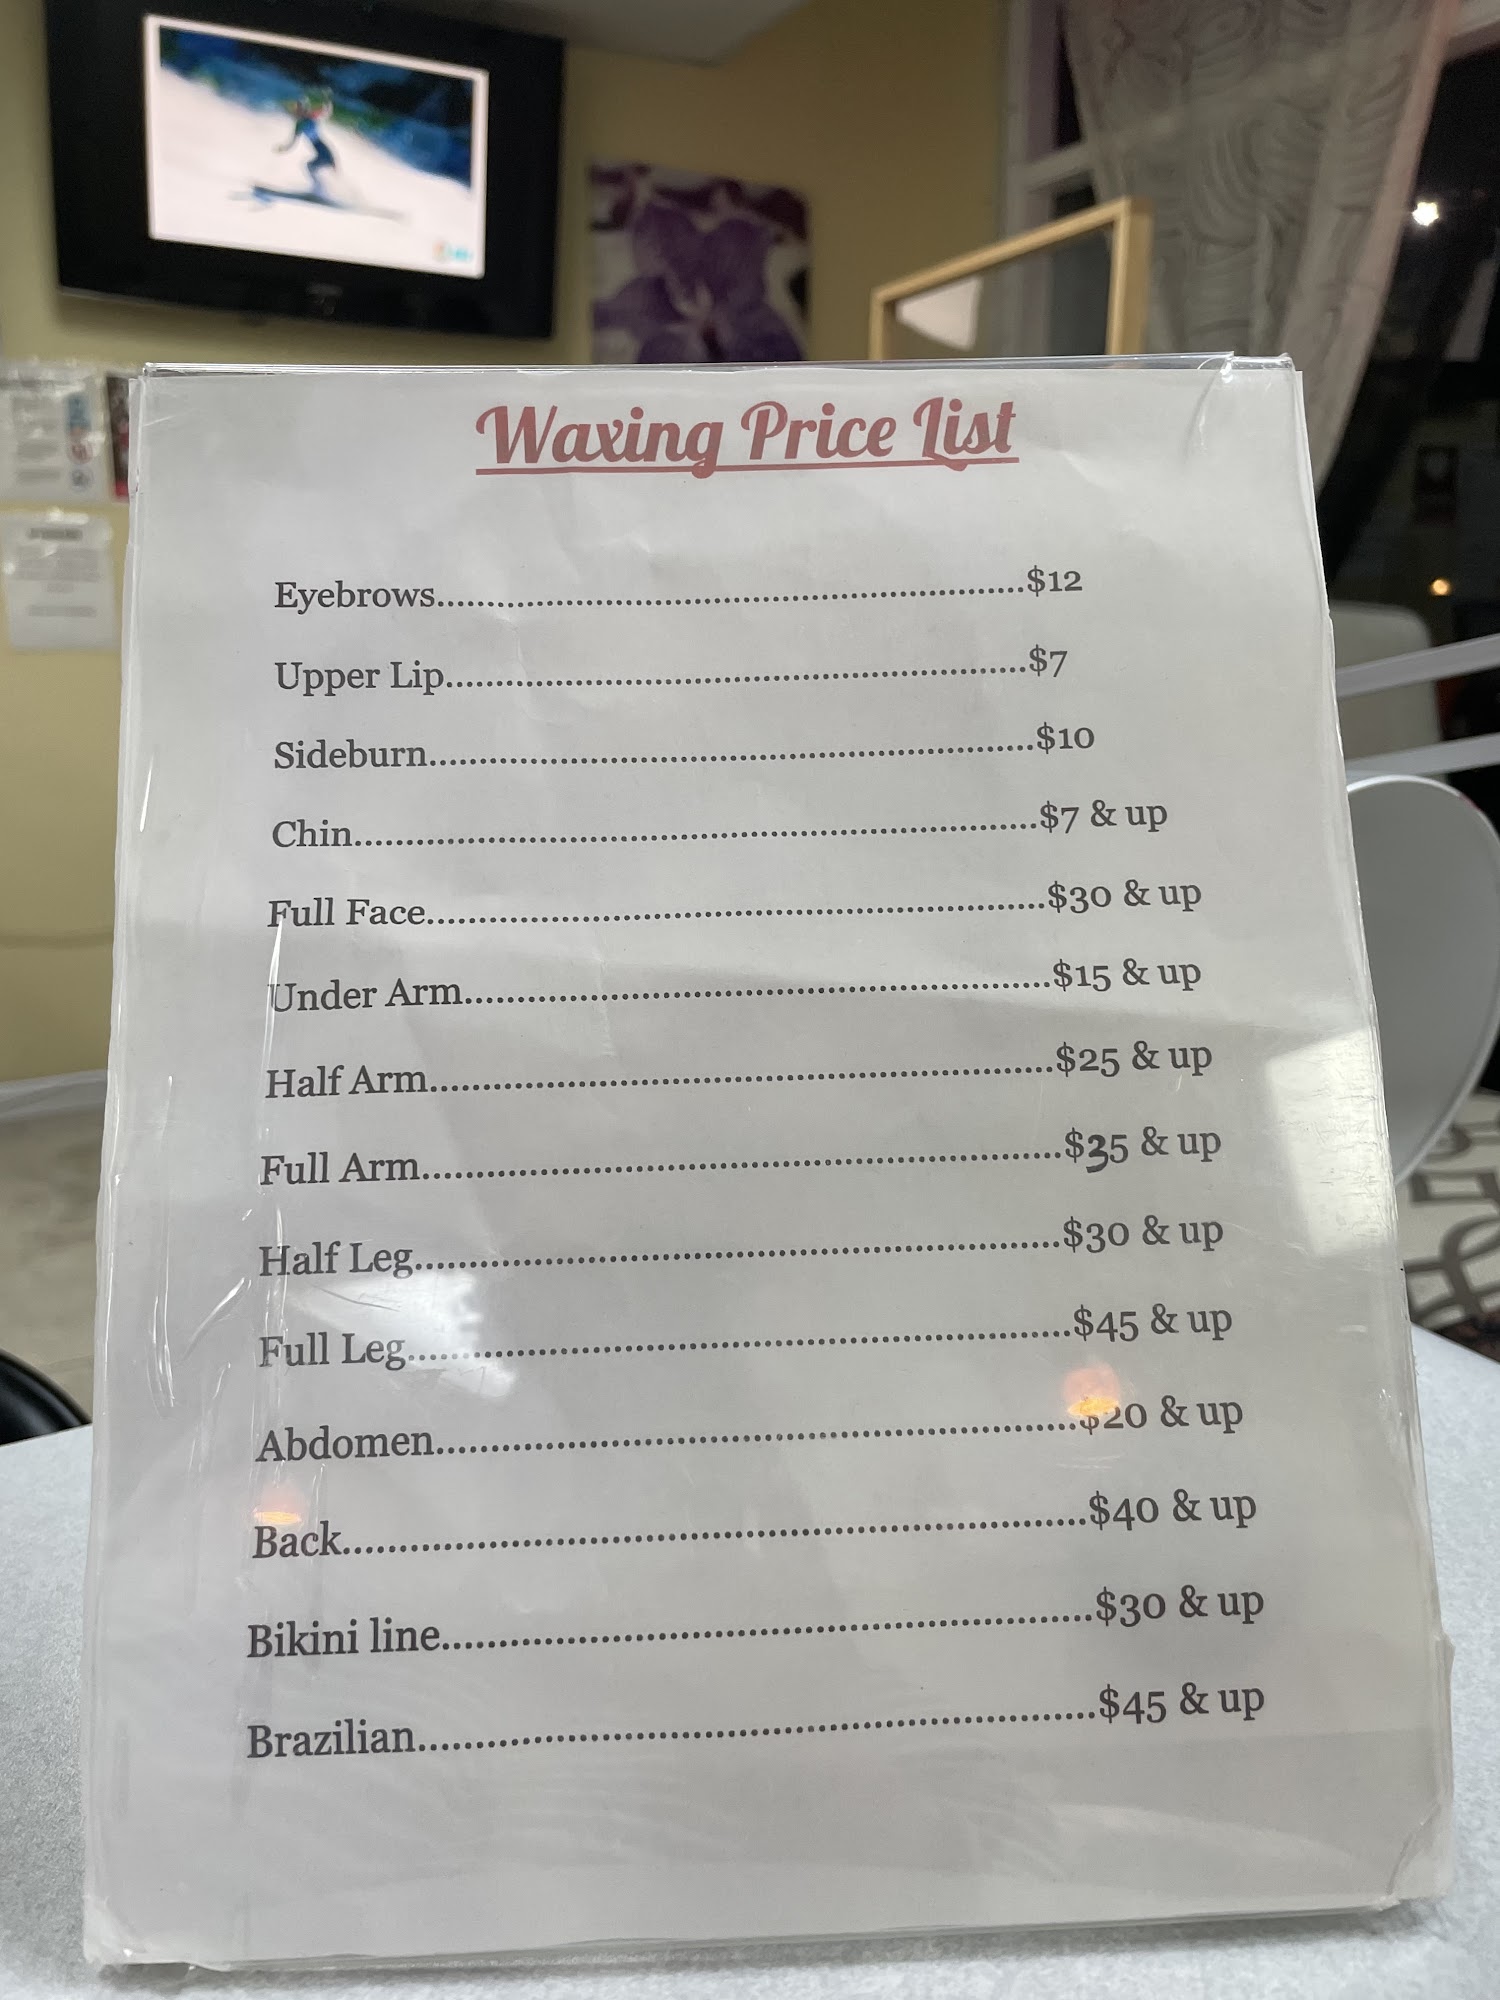 Waxing Price List
Eyebrows..........................................................$12
Upper Lip..........................................................$7
Sideburn............................................................$10
Chin....................................................................$7 & up
Full Face.............................................................$30 & up
Under Arm..........................................................$15 & up
Half Arm.............................................................$25 & up
Full Arm..............................................................$35 & up
Half Leg..............................................................$30 & up
Full Leg...............................................................$45 & up
Abdomen.............................................................$20 & up
Back......................................................................$40 & up
Bikini line.............................................................$30 & up
Brazilian...............................................................$45 & up